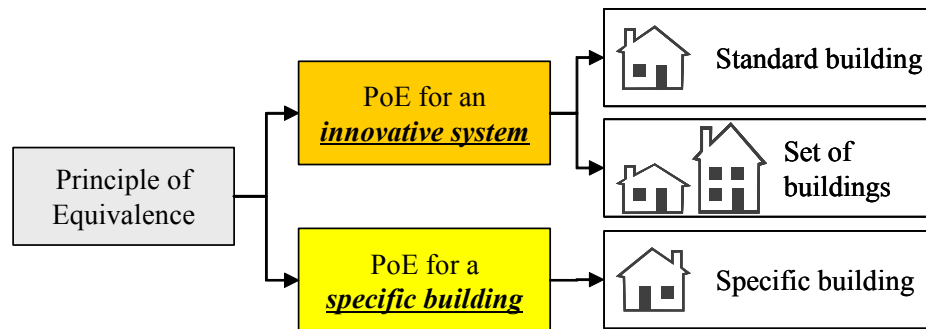 Principle of
Equivalence
PoE for an
innovative system
PoE for a
specific building
Standard building
Set of
buildings
Specific building